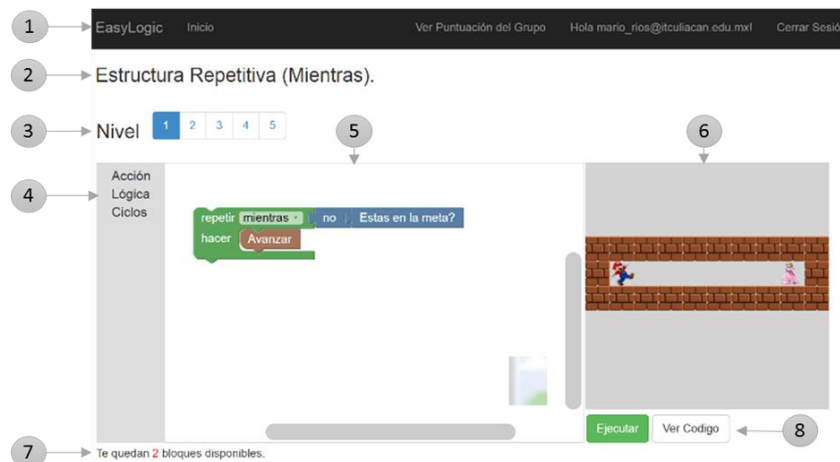 1 EasyLogic Inicio Ver Puntuación del Grupo Hola mario_rios@itculiacan.edu.mx! Cerrar Sesió
2 Estructura Repetitiva (Mientras).
3 Nivel 1 2 3 4 5
5 6
4
Acción
Lógica
Ciclos
repetir mientras no Estas en la meta?
hacer Avanzar
Ejecutar Ver Codigo 8
7 Te quedan 2 bloques disponibles.